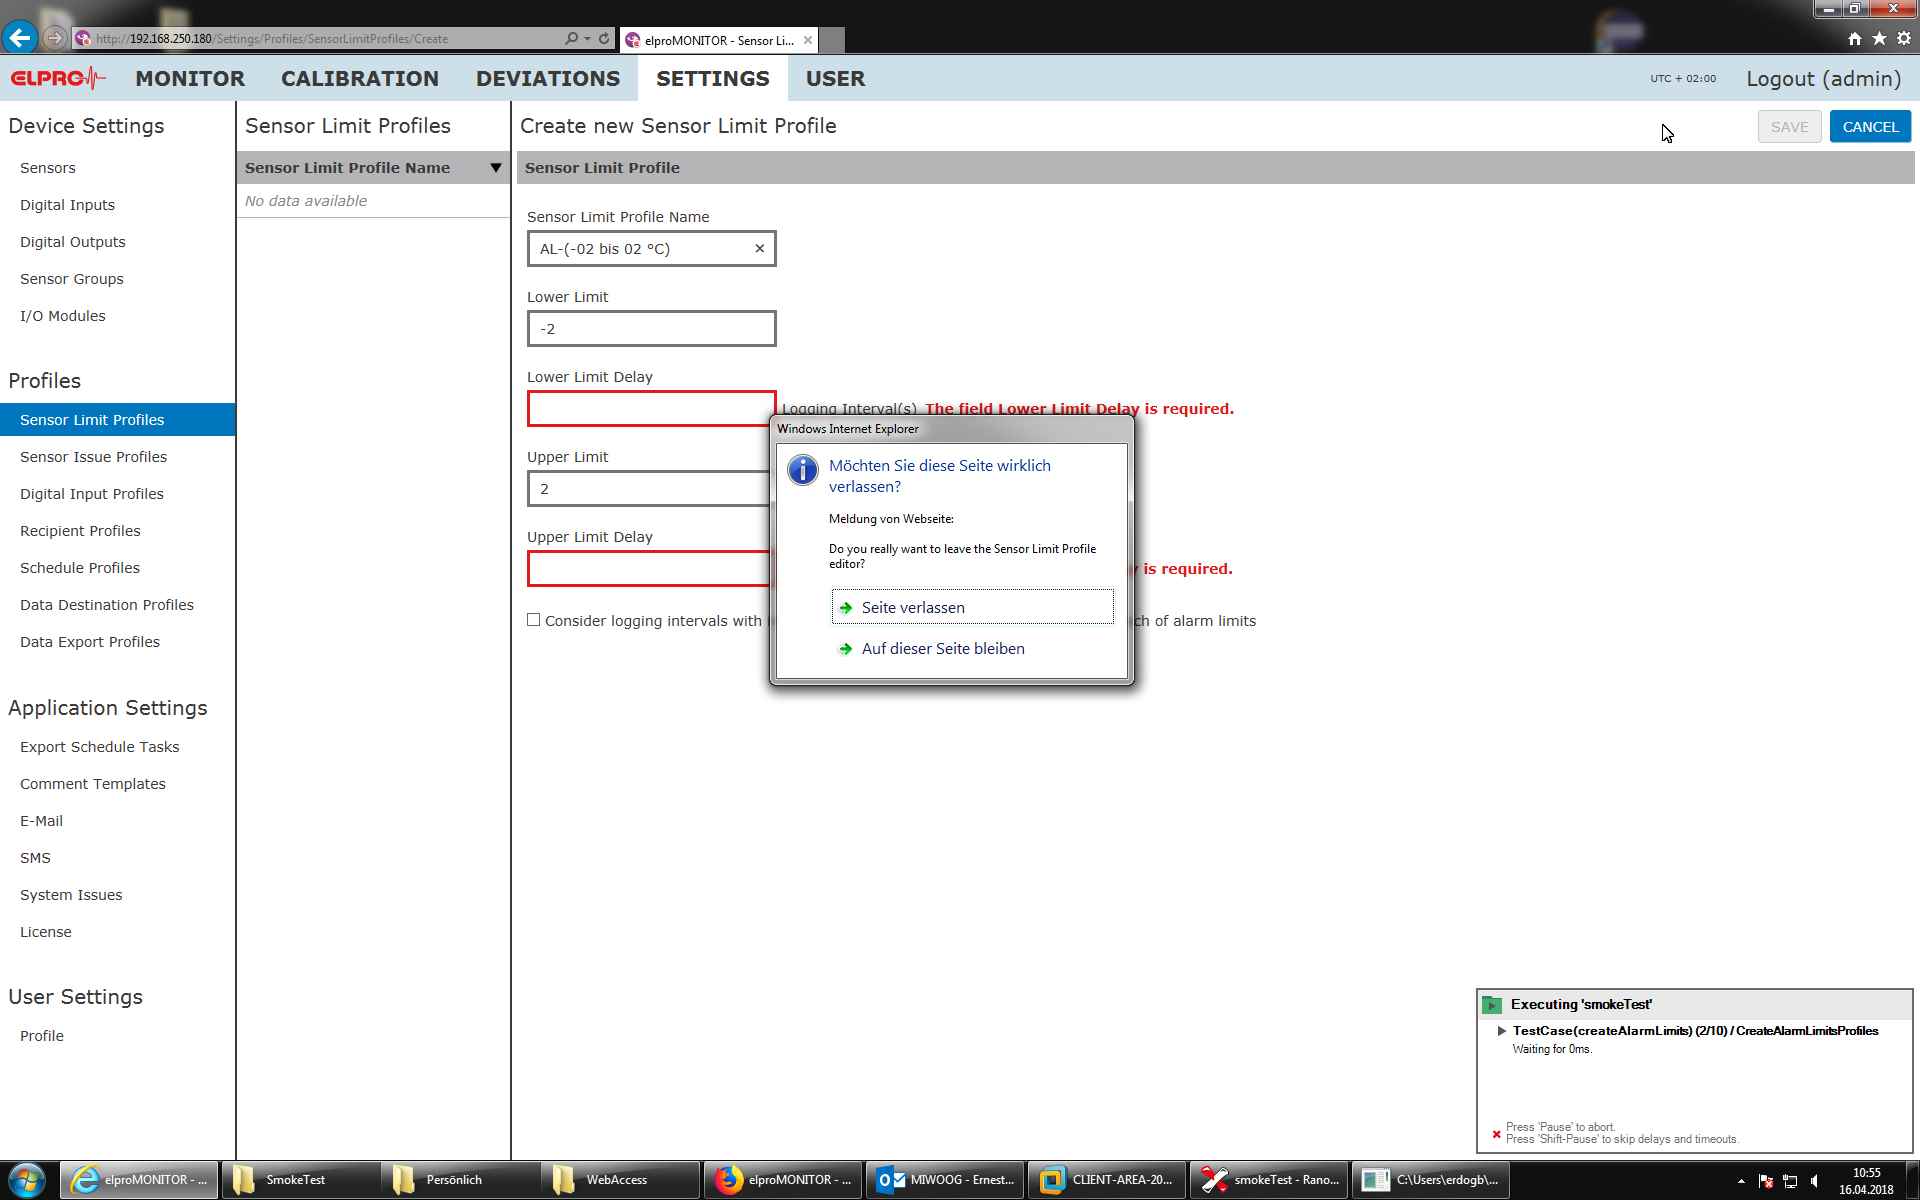 http://192.168.250.180/Settings/Profiles/SensorLimitProfiles/Create
elproMONITOR - Sensor Li...
ELPRO
MONITOR
CALIBRATION
DEVIATIONS
SETTINGS
USER
UTC + 02:00
Logout (admin)
Device Settings
Sensors
Digital Inputs
Digital Outputs
Sensor Groups
I/O Modules
Profiles
Sensor Limit Profiles
Sensor Issue Profiles
Digital Input Profiles
Recipient Profiles
Schedule Profiles
Data Destination Profiles
Data Export Profiles
Application Settings
Export Schedule Tasks
Comment Templates
E-Mail
SMS
System Issues
License
User Settings
Profile
Sensor Limit Profiles
Sensor Limit Profile Name
No data available
Create new Sensor Limit Profile
SAVE
CANCEL
Sensor Limit Profile
Sensor Limit Profile Name
AL-(-02 bis 02 °C)
Lower Limit
-2
Lower Limit Delay
Logging Interval(s) The field Lower Limit Delay is required.
Upper Limit
2
Upper Limit Delay
is required.
Consider logging intervals with
ch of alarm limits
Windows Internet Explorer
Möchten Sie diese Seite wirklich
verlassen?
Meldung von Webseite:
Do you really want to leave the Sensor Limit Profile
editor?
Seite verlassen
Auf dieser Seite bleiben
Executing 'smokeTest'
TestCase(createAlarmLimits) (2/10) / CreateAlarmLimitsProfiles
Waiting for 0ms.
Press 'Pause' to abort.
Press 'Shift-Pause' to skip delays and timeouts.
elproMONITOR - ...
SmokeTest
Persönlich
WebAccess
elproMONITOR - ...
MIWOOG - Ernest...
CLIENT-AREA-20...
smokeTest - Rano...
C:\Users\erdogb\...
10:55
16.04.2018